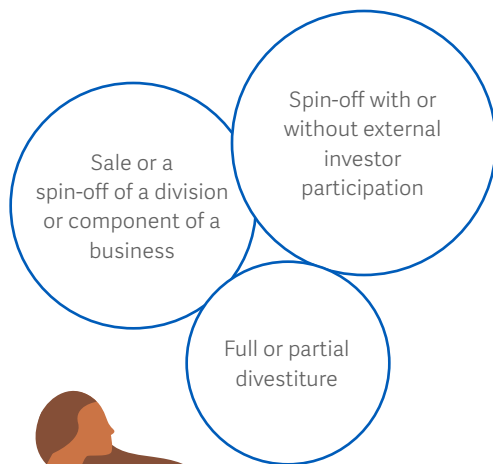 Sale or a
spin-off of a division
or component of a
business
Spin-off with or
without external
investor
participation
Full or partial
divestiture